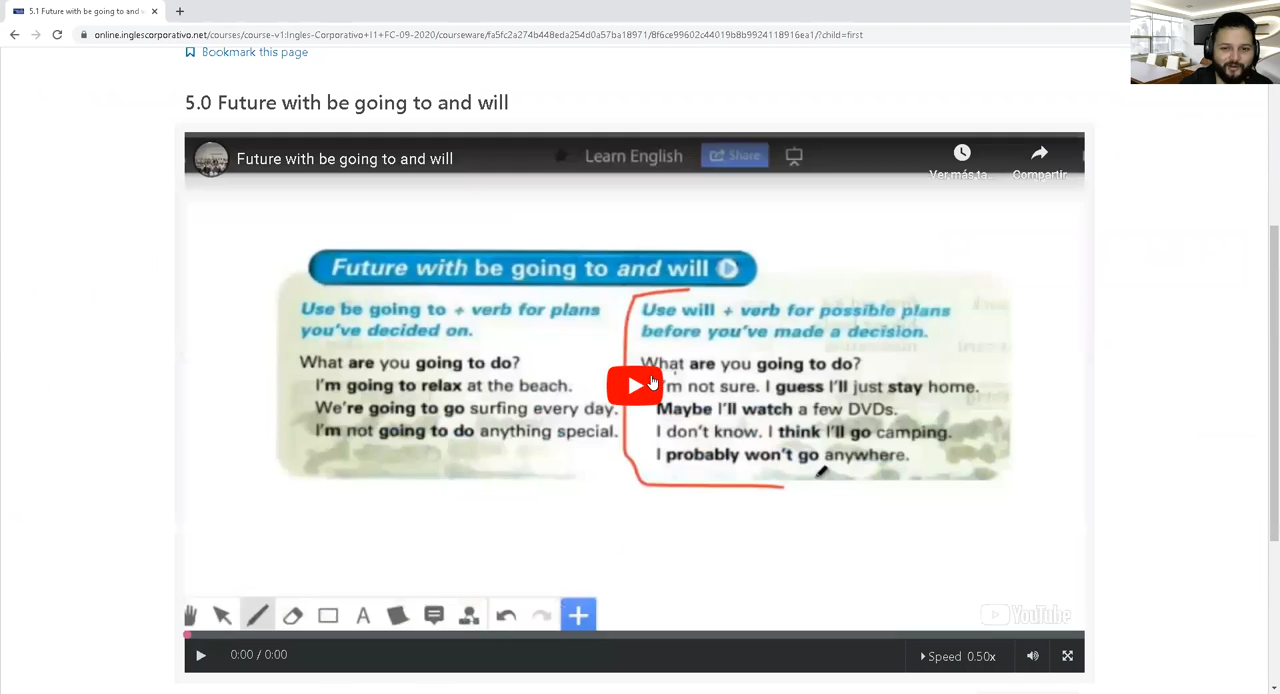 5.1 Future with be going to and w
online.inglescorporativo.net/courses/course-v1:Ingles-Corporativo+I1+FC-09-2020/courseware/fa5fc2a274b448eda254d0a57ba18971/8f6ce99602c44019b8b9924118916ea1/?child=first
Bookmark this page
5.0 Future with be going to and will
Future with be going to and will
Learn English
Share
Ver más ta...
Compartir
Future with be going to and will
Use be going to + verb for plans
you've decided on.
What are you going to do?
I'm going to relax at the beach.
We're going to go surfing every day.
I'm not going to do anything special.
Use will + verb for possible plans
before you've made a decision.
What are you going to do?
I'm not sure. I guess I'll just stay home.
Maybe I'll watch a few DVDs.
I don't know. I think I'll go camping.
I probably won't go anywhere.
A
YouTube
0:00 / 0:00
Speed 0.50x